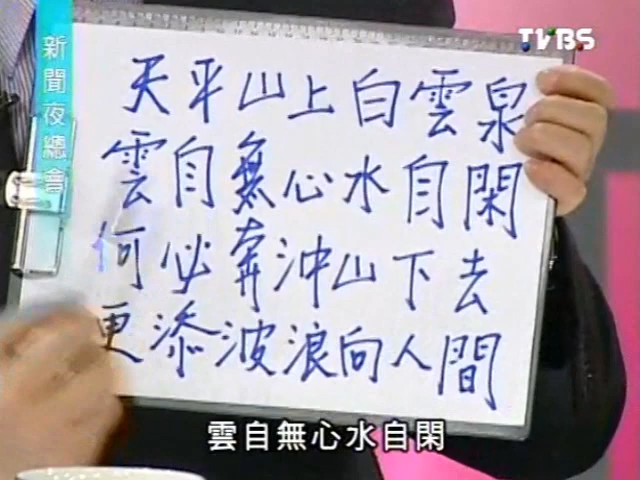 TVBS
新聞夜總會
天平山上白雲泉
雲自無心水自閑
何必奔沖山下去
更添波浪向人間
雲自無心水自閑